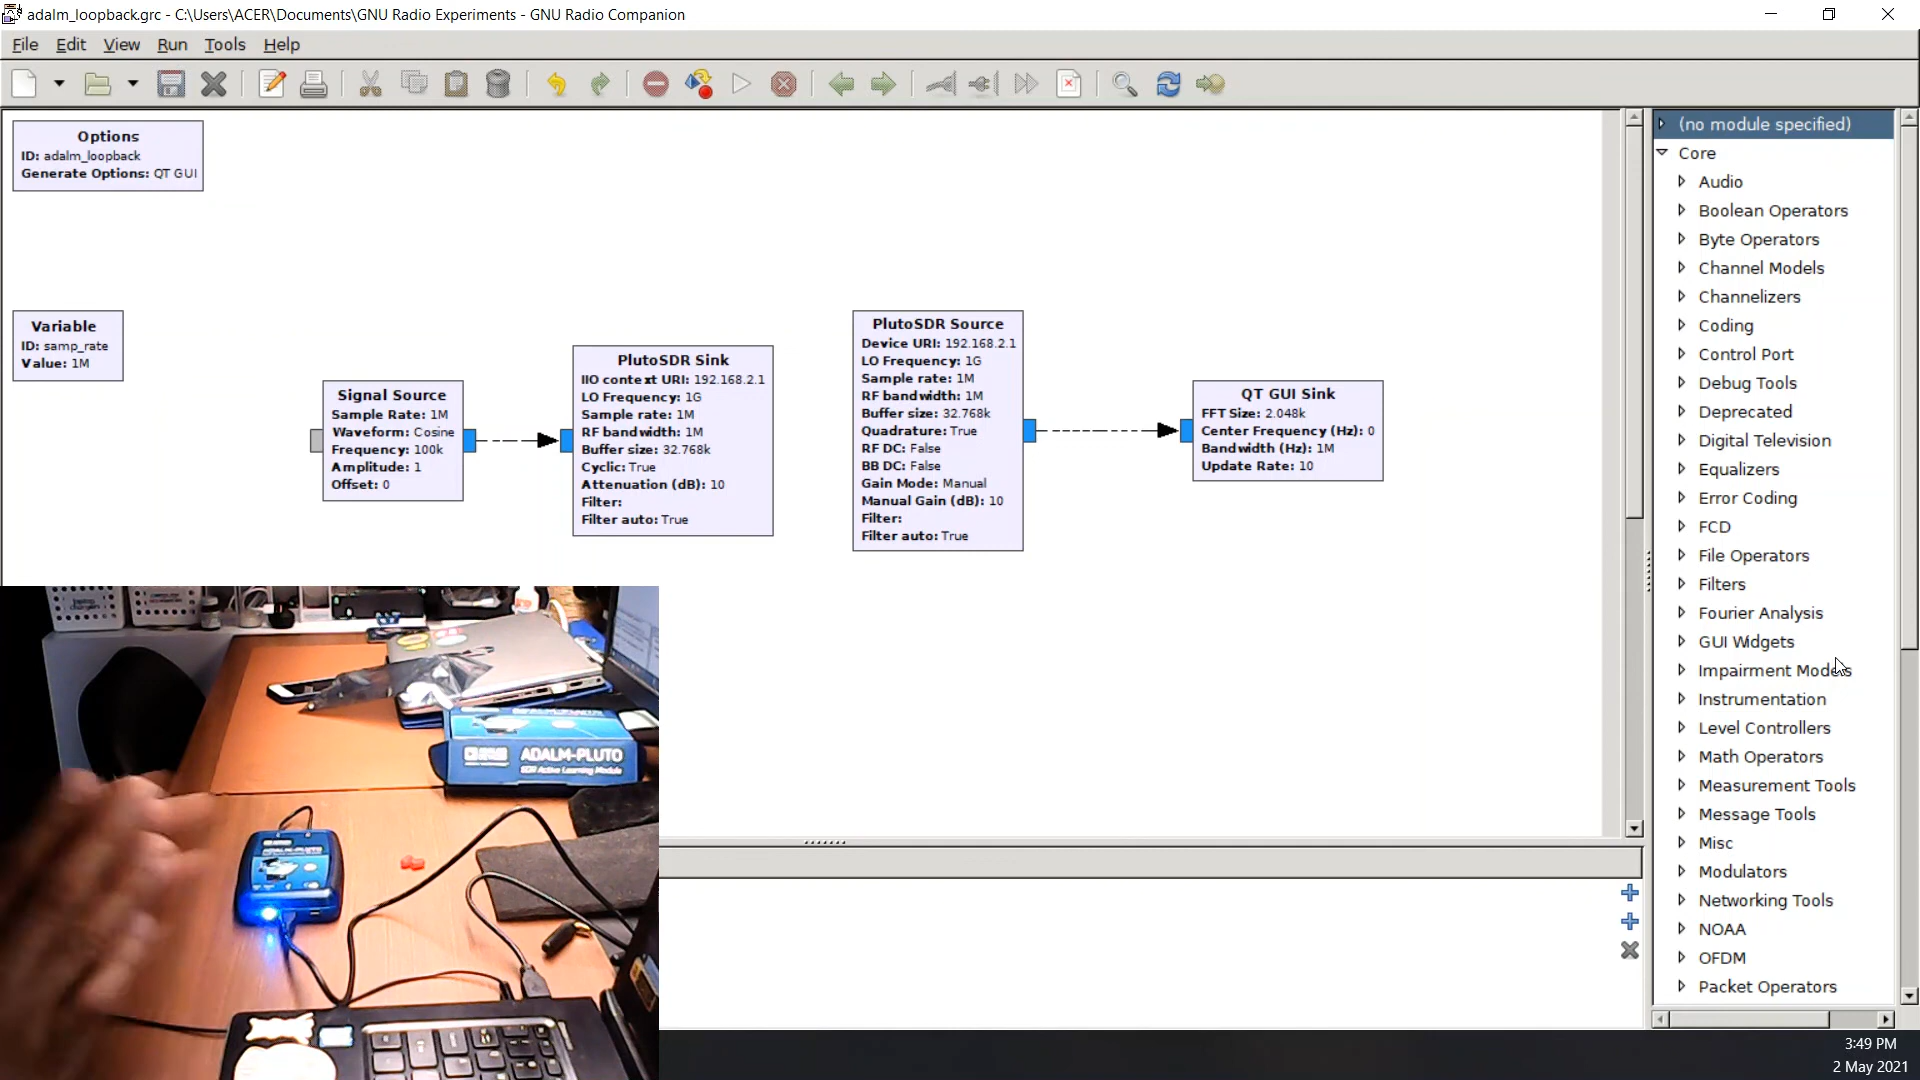 adalm_loopback.grc - C:\Users\ACER\Documents\GNU Radio Experiments - GNU Radio Companion
File Edit View Run Tools Help
Options
ID: adalm_loopback
Generate Options: QT GUI
Variable
ID: samp_rate
Value: 1M
Signal Source
Sample Rate: 1M
Waveform: Cosine
Frequency: 100k
Amplitude: 1
Offset: 0
PlutoSDR Sink
IIO context URI: 192.168.2.1
LO Frequency: 1G
Sample rate: 1M
RF bandwidth: 1M
Buffer size: 32.768k
Cyclic: True
Attenuation (dB): 10
Filter:
Filter auto: True
PlutoSDR Source
Device URI: 192.168.2.1
LO Frequency: 1G
Sample rate: 1M
RF bandwidth: 1M
Buffer size: 32.768k
Quadrature: True
RF DC: False
BB DC: False
Gain Mode: Manual
Manual Gain (dB): 10
Filter:
Filter auto: True
QT GUI Sink
FFT Size: 2.048k
Center Frequency (Hz): 0
Bandwidth (Hz): 1M
Update Rate: 10
(no module specified)
Core
Audio
Boolean Operators
Byte Operators
Channel Models
Channelizers
Coding
Control Port
Debug Tools
Deprecated
Digital Television
Equalizers
Error Coding
FCD
File Operators
Filters
Fourier Analysis
GUI Widgets
Impairment Models
Instrumentation
Level Controllers
Math Operators
Measurement Tools
Message Tools
Misc
Modulators
Networking Tools
NOAA
OFDM
Packet Operators
ADALM-PLUTO
SDR Active Learning Module
ADALM-PLUTO
3:49 PM
2 May 2021